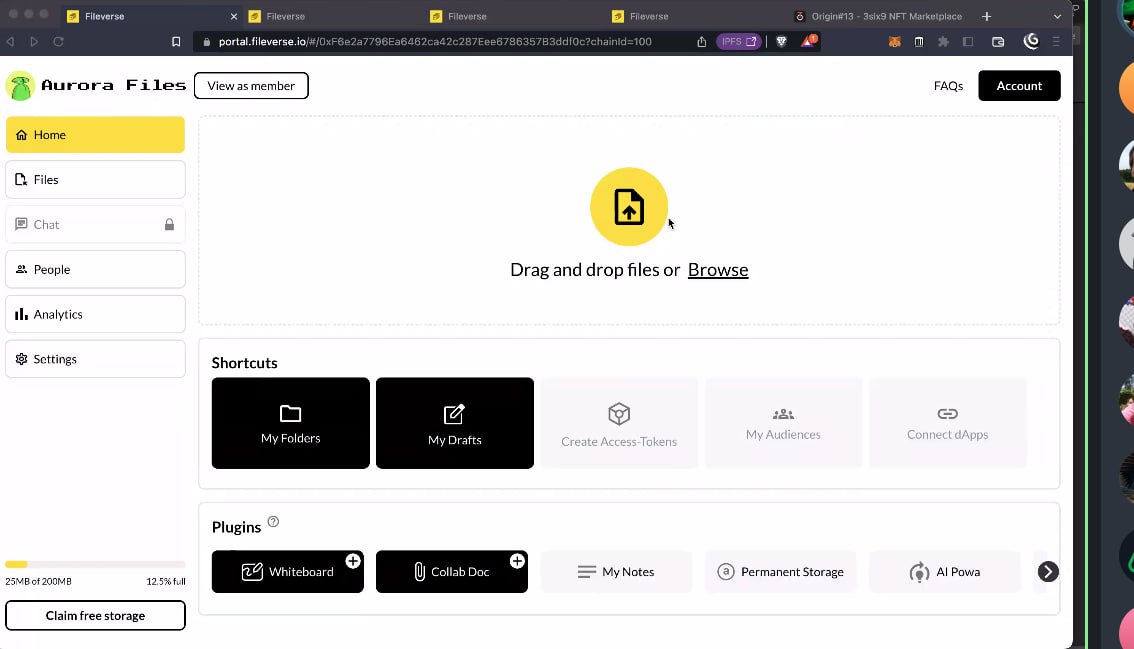 Fileverse
Fileverse
Fileverse
Fileverse
Origin#13 - 3six9 NFT Marketplace
portal.fileverse.io/#/0xF6e2a7796Ea6462ca42c287Eee678635783ddf0c?chainId=100
IPFS
1
Aurora Files
View as member
FAQs
Account
Home
Files
Chat
People
Analytics
Settings
Drag and drop files or Browse
Shortcuts
My Folders
My Drafts
Create Access-Tokens
My Audiences
Connect dApps
Plugins
Whiteboard
Collab Doc
My Notes
Permanent Storage
AI Powa
25MB of 200MB
12.5% full
Claim free storage